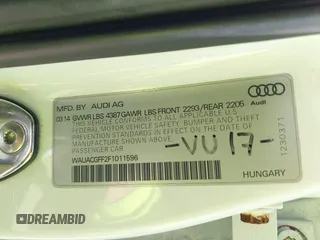 MFD. BY AUDI AG
0314 GVWR LBS 4387 GAWR LBS FRONT 2293/REAR 2205
THIS VEHICLE CONFORMS TO ALL APPLICABLE
FEDERAL MOTOR VEHICLE SAFETY, BUMPER AND THEFT
PREVENTION STANDARDS IN EFFECT ON THE DATE OF
MANUFACTURE SHOWN ABOVE.
PASSENGER CAR
WAUACGFF2F1011596
Audi
-VU17-
1230371
HUNGARY
DREAMBID